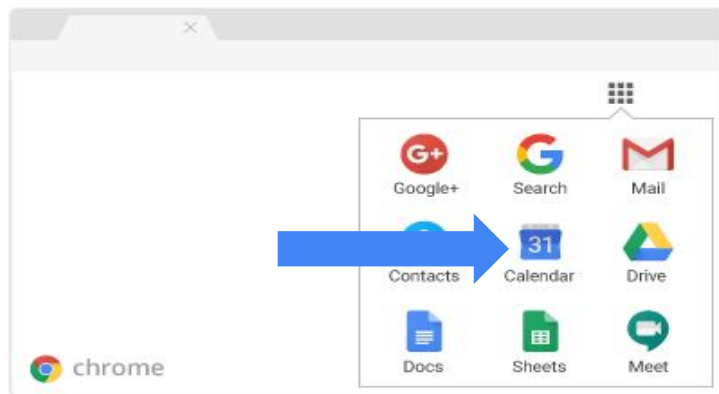 G+
G
Google+ Search Mail
31
Contacts Calendar Drive
Docs Sheets Meet
chrome